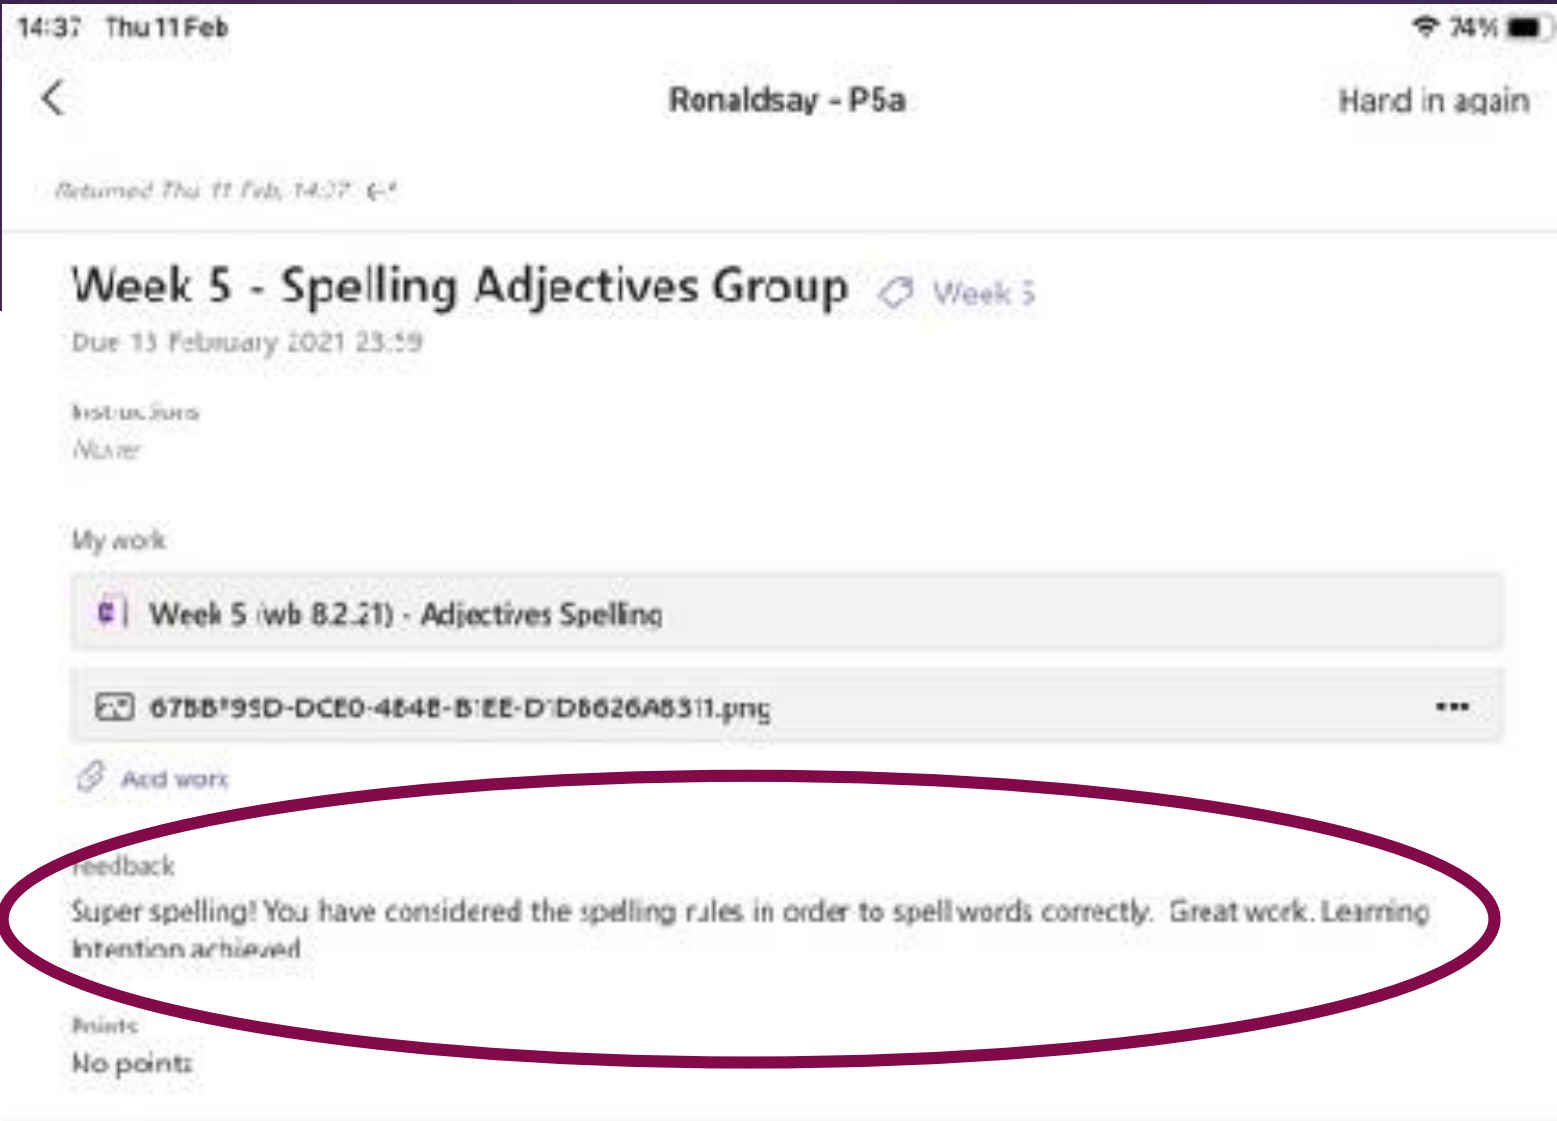 14:37 Thu 11 Feb
74%
Ronaldsay - P5a
Hand in again
Returned Thu 11 Feb, 14:37
Week 5 - Spelling Adjectives Group
Week 5
Due February 2021 23:59
Instructions
None
My work
Week 5 (wb 8.2.21) - Adjectives Spelling
Add work
Feedback
Super spelling! You have considered the spelling rules in order to spell words correctly. Great work. Learning
Intention achieved
Points
No points